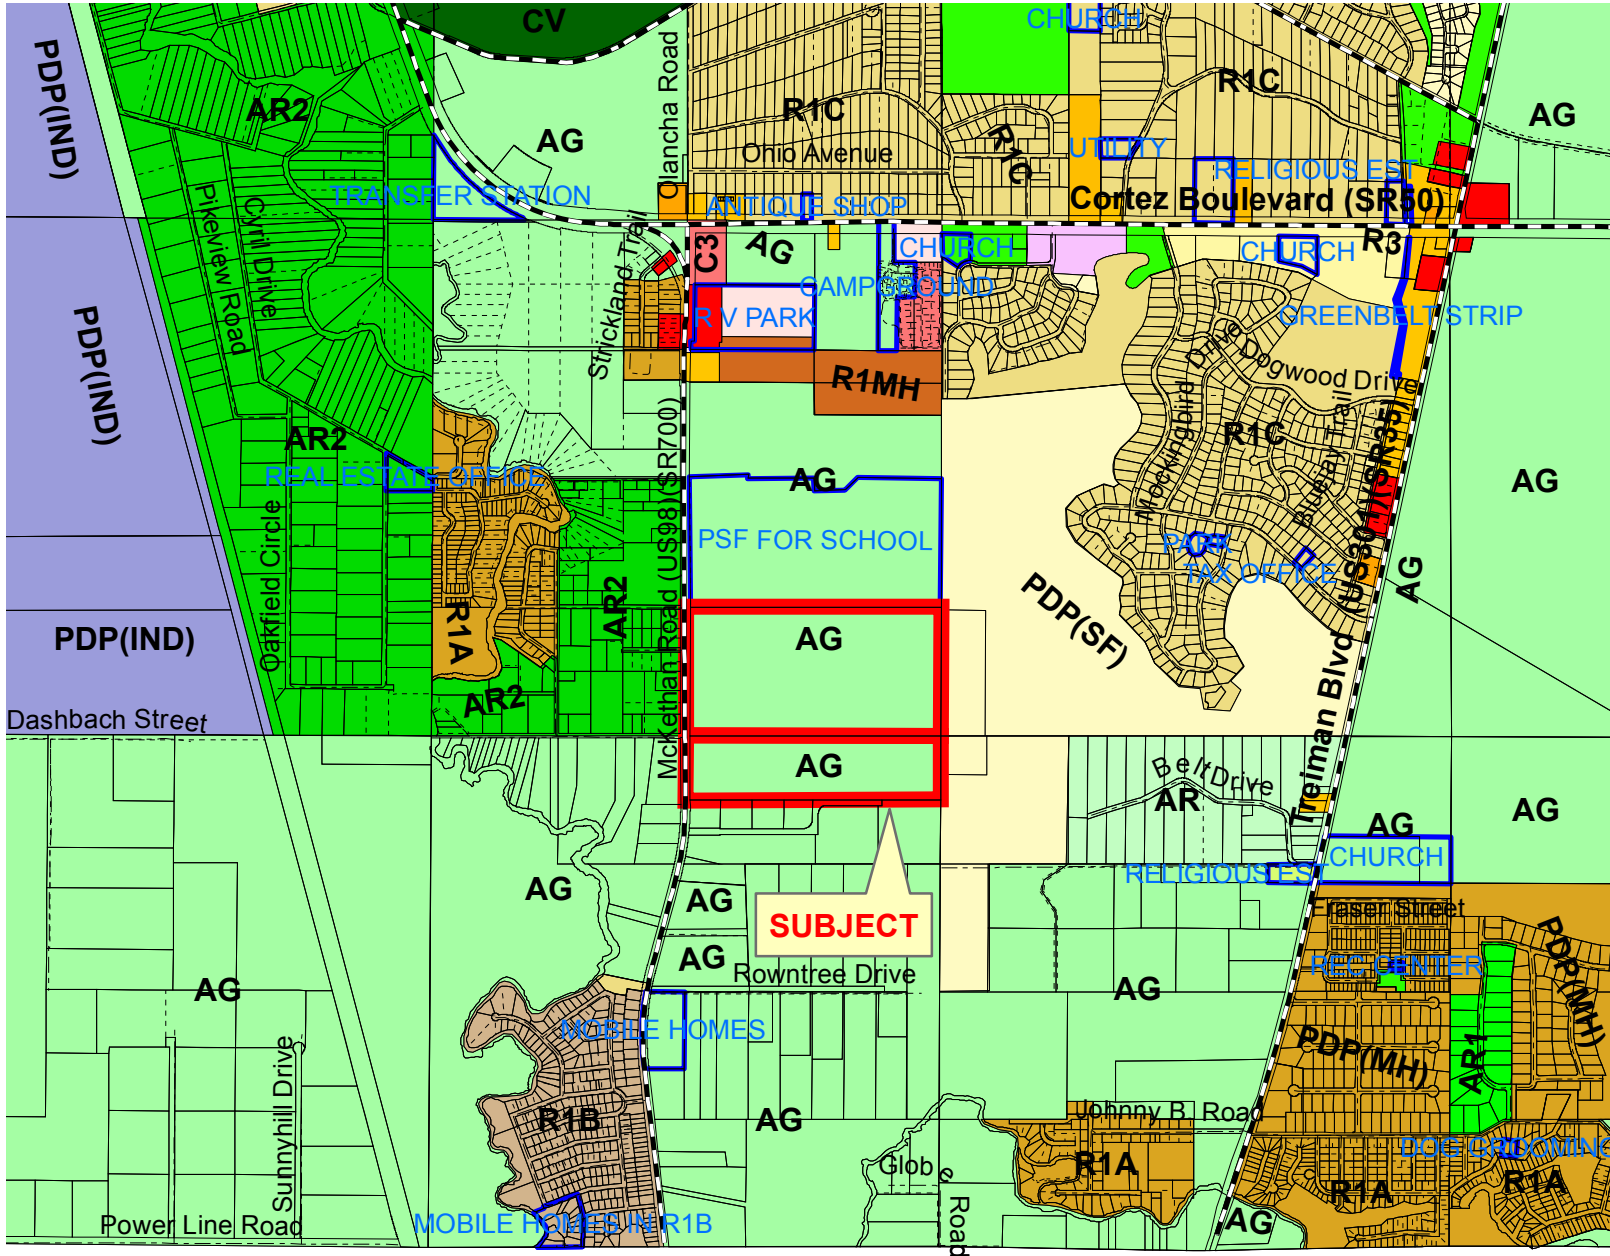 CV
CHURCH
PDP(IND)
AR2
Olancha Road
R1C
R1C
AG
AG
Ohio Avenue
R1C
UTILITY
RELIGIOUS EST
TRANSFER STATION
ANTIQUE SHOP
Cortez Boulevard (SR50)
Pikeview Road
Cyril Drive
Strickland Trail
C3
AG
CHURCH
CHURCH
R3
CAMPGROUND
R V PARK
GREENBELT STRIP
PDP(IND)
R1MH
Mockingbird Drive
Dogwood Drive
Bluejay Trail
R1C
AR2
REAL ESTATE OFFICE
AG
AG
PSF FOR SCHOOL
PARK
TAX OFFICE
Oakfield Circle
R1A
AR2
McKethan Road (US98)(SR700)
PDP(SF)
Treiman Blvd (US301)(SR35)
AG
PDP(IND)
AG
AR2
Dashbach Street
AG
Belt Drive
AR
AG
AG
CHURCH
RELIGIOUS EST
AG
AG
SUBJECT
Fraser Street
PDP(MH)
AG
Rowntree Drive
REC CENTER
AG
AG
MOBILE HOMES
PDP(MH)
AR1
Sunnyhill Drive
R1B
AG
Johnny B. Road
DOG GROOMING
Globe Road
R1A
R1A
R1A
Power Line Road
MOBILE HOMES IN R1B
AG